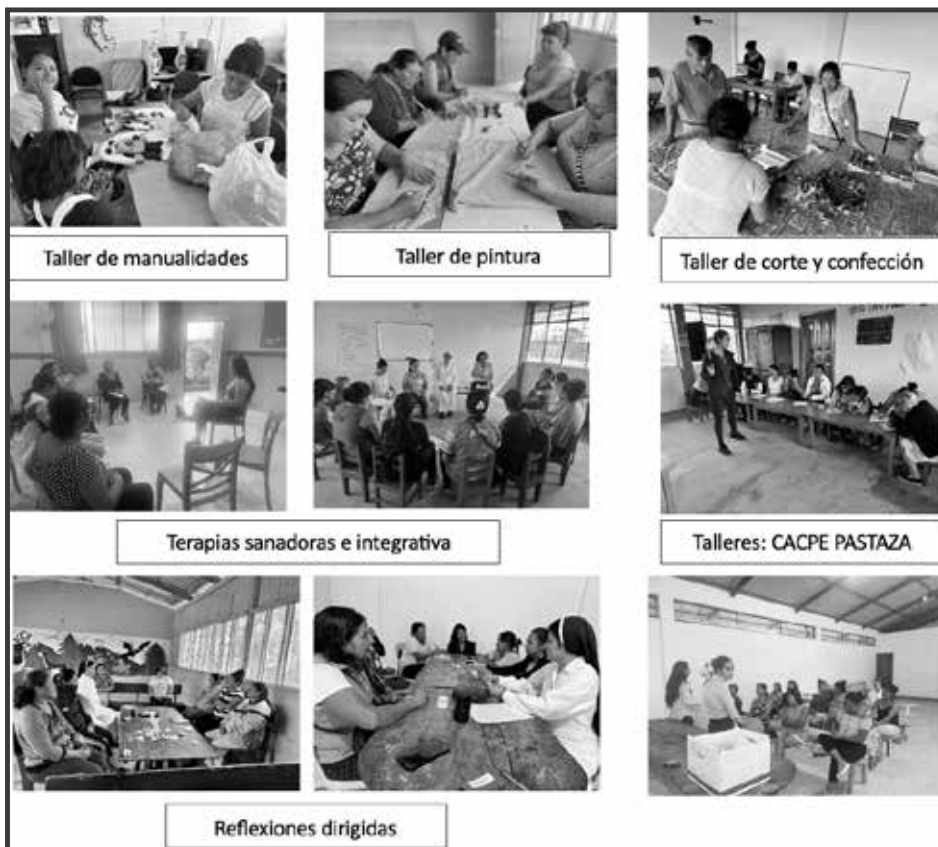 Taller de manualidades
Taller de pintura
Taller de corte y confección
Terapias sanadoras e integrativa
Talleres: CACPE PASTAZA
Reflexiones dirigidas